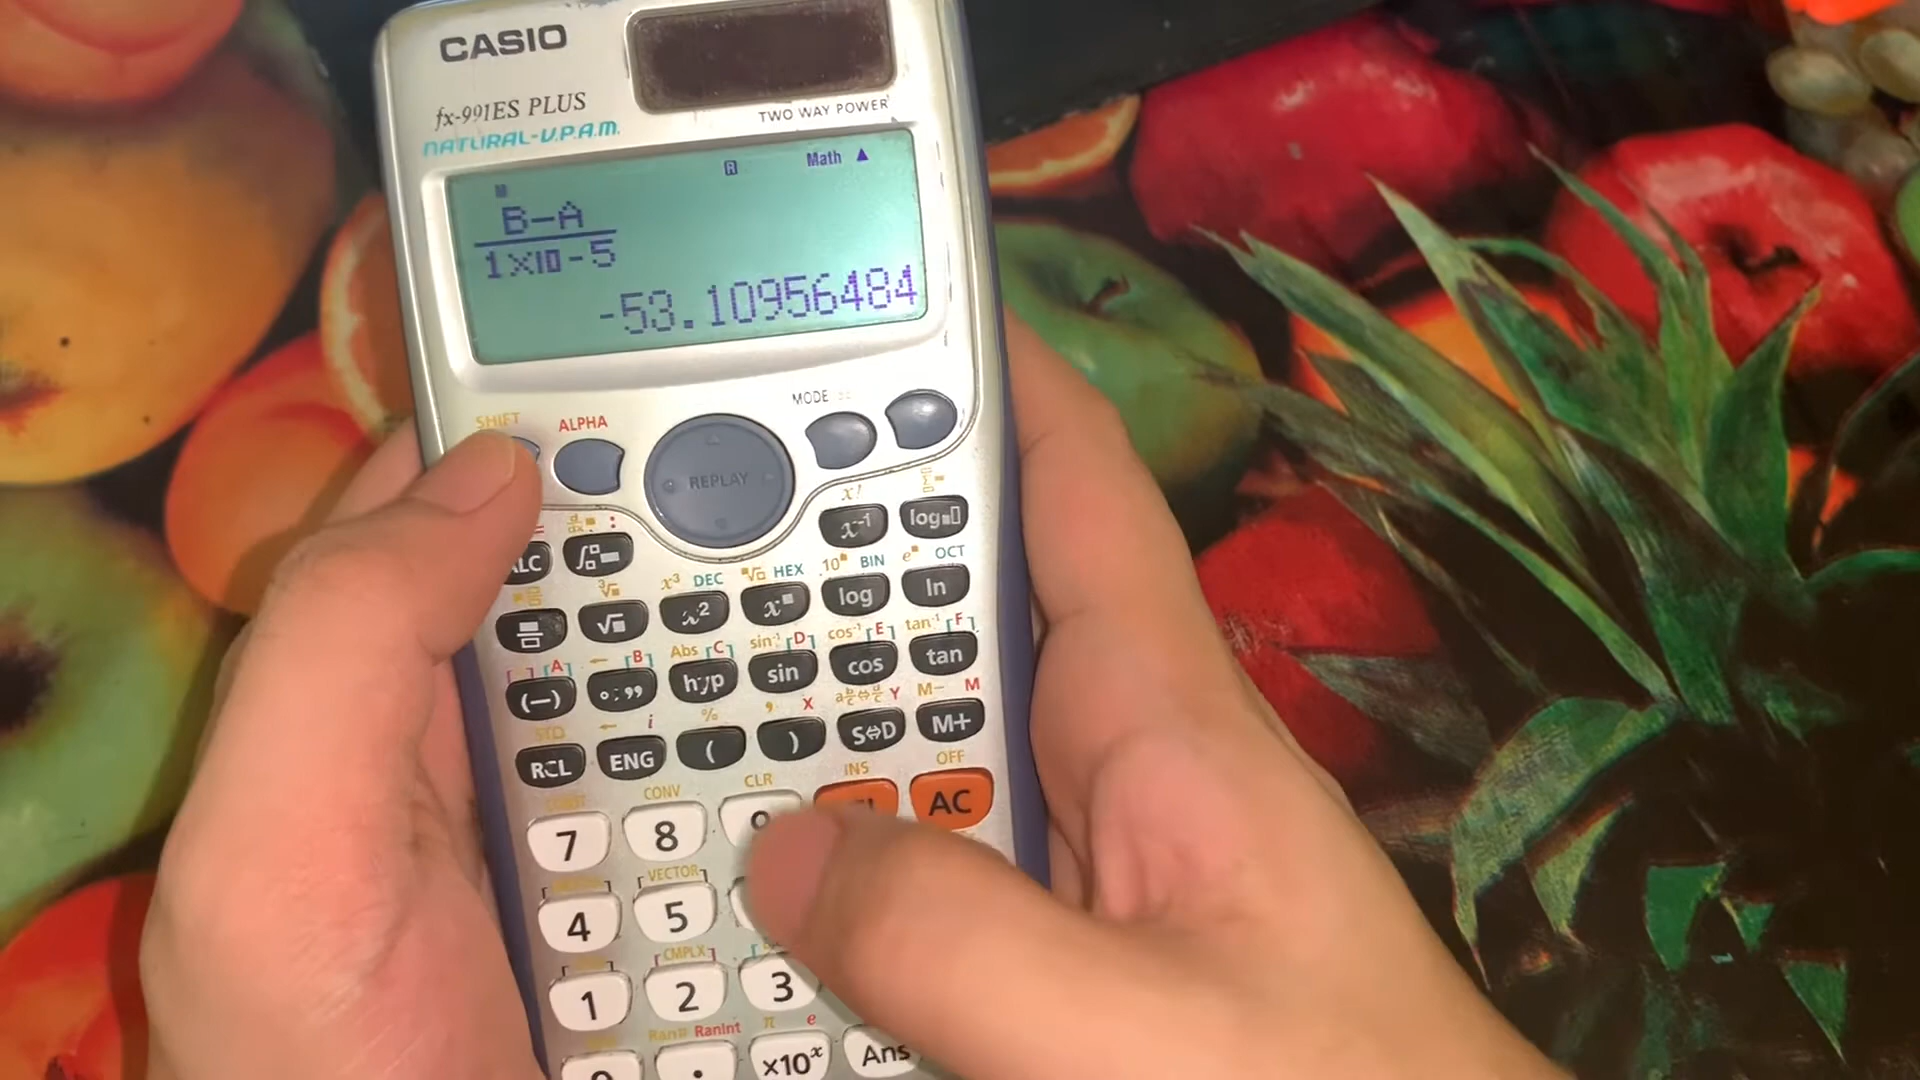 CASIO
fx-991ES PLUS
TWO WAY POWER
NATURAL-V.P.A.M.
M R Math ▲
B-A
1×10-5
-53.10956484
SHIFT ALPHA MODE
REPLAY
x! 
x⁻¹ log
x³ DEC HEX 10 BIN e OCT
√ x² x log ln
Abs C sin⁻¹ D cos⁻¹ E tan⁻¹ F
A B
(−) hyp sin cos tan
← i % , X Y M− M
RCL ENG ( ) S⇔D M+
CONV CLR INS OFF
7 8 9 AC
VECTOR
4 5
CMPLX
1 2 3
Ran# RanInt π e
×10ˣ Ans